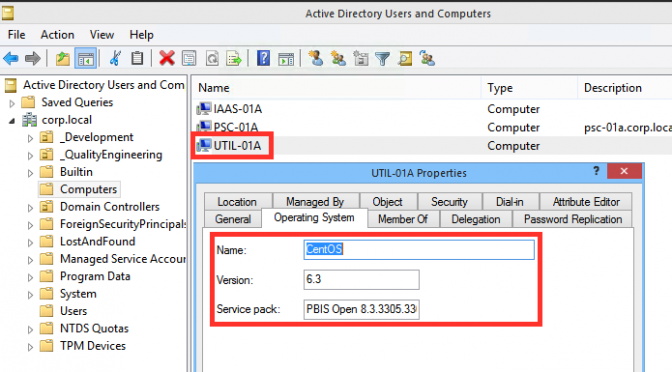 Active Directory Users and Computers
File Action View Help
Active Directory Users and Com
Saved Queries
corp.local
_Development
_QualityEngineering
Builtin
Computers
Domain Controllers
ForeignSecurityPrincipals
LostAndFound
Managed Service Accour
Program Data
System
Users
NTDS Quotas
TPM Devices
Name Type Description
IAAS-01A Computer
PSC-01A Computer psc-01a.corp.loca
UTIL-01A Computer
UTIL-01A Properties
? x
Location Managed By Object Security Dial-in Attribute Editor
General Operating System Member Of Delegation Password Replication
Name: CentOS
Version: 6.3
Service pack: PBIS Open 8.3.3305.330